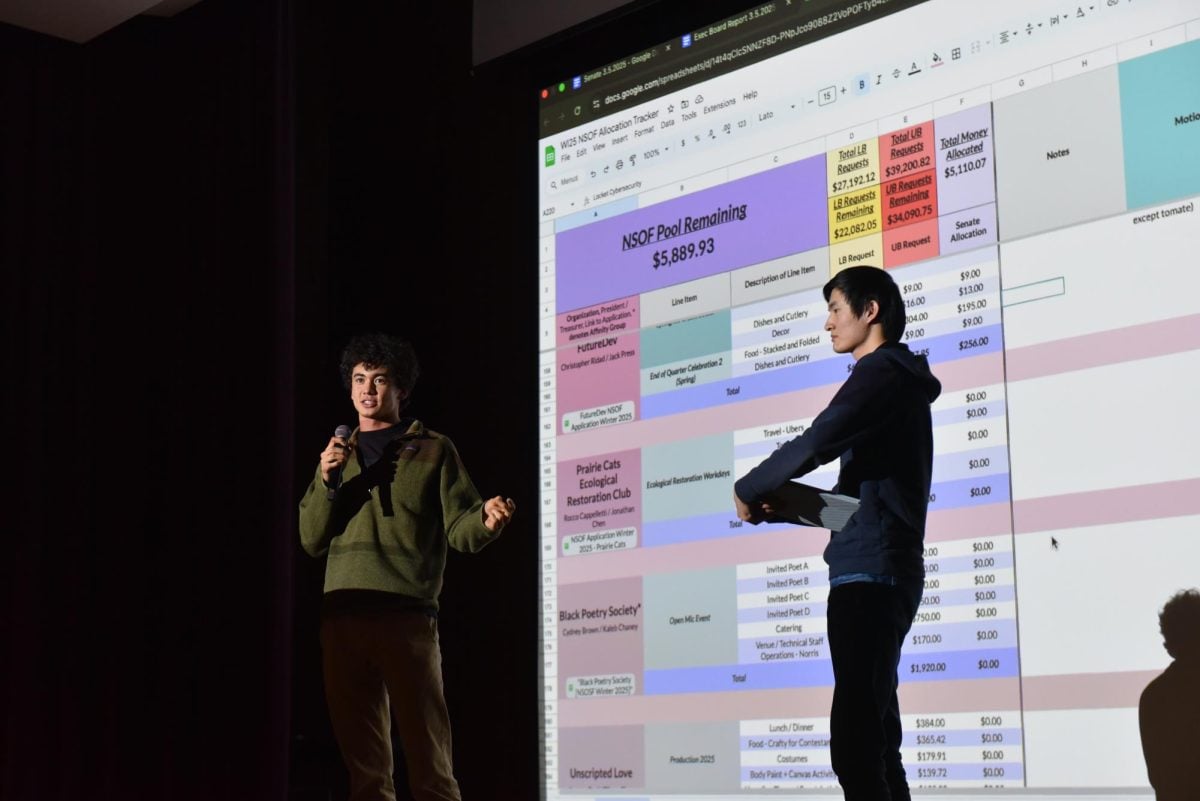 Senate 3.5.2025 - Google D
Exec Board Report 3.5.2025
docs.google.com/spreadsheets/d/
WI25 NSOF Allocation Tracker
File Edit View Insert Format Data Tools Extensions Help
Menus 100% $ % .0 .00 123 Lato - 15 + B I
A220 Locket Cybersecurity
A B C D E F G H I
NSOF Pool Remaining
$5,889.93
Total LB Requests
$27,192.12
LB Requests Remaining
$22,082.05
LB Request
Total UB Requests
$39,200.82
UB Requests Remaining
$34,090.75
UB Request
Total Money Allocated
$5,110.07
Senate Allocation
Notes
Motio
except tomate)
Organization, President / Treasurer, Link to Application, * denotes Affinity Group
Line Item
Description of Line Item
FutureDev
Christopher Ridad / Jack Press
FutureDev NSOF Application Winter 2025
End of Quarter Celebration 2 (Spring)
Dishes and Cutlery $9.00 $9.00
Decor $16.00 $13.00
Food - Stacked and Folded 04.00 $195.00
Dishes and Cutlery $9.00 $9.00
Total $256.00
Prairie Cats Ecological Restoration Club
Rocco Cappelletti / Jonathan Chen
NSOF Application Winter 2025 - Prairie Cats
Ecological Restoration Workdays
Travel - Ubers $0.00
$0.00
$0.00
$0.00
Total $0.00
Black Poetry Society*
Cydney Brown / Kaleb Chaney
"Black Poetry Society [NSOSF Winter 2025]"
Open Mic Event
Invited Poet A $0.00
Invited Poet B $0.00
Invited Poet C $0.00
Invited Poet D $0.00
Catering $750.00 $0.00
Venue / Technical Staff Operations - Norris $170.00 $0.00
Total $1,920.00 $0.00
Unscripted Love
Production 2025
Lunch / Dinner $384.00 $0.00
Food - Crafty for Contestan $365.42 $0.00
Costumes $179.91 $0.00
Body Paint + Canvas Activity $139.72 $0.00